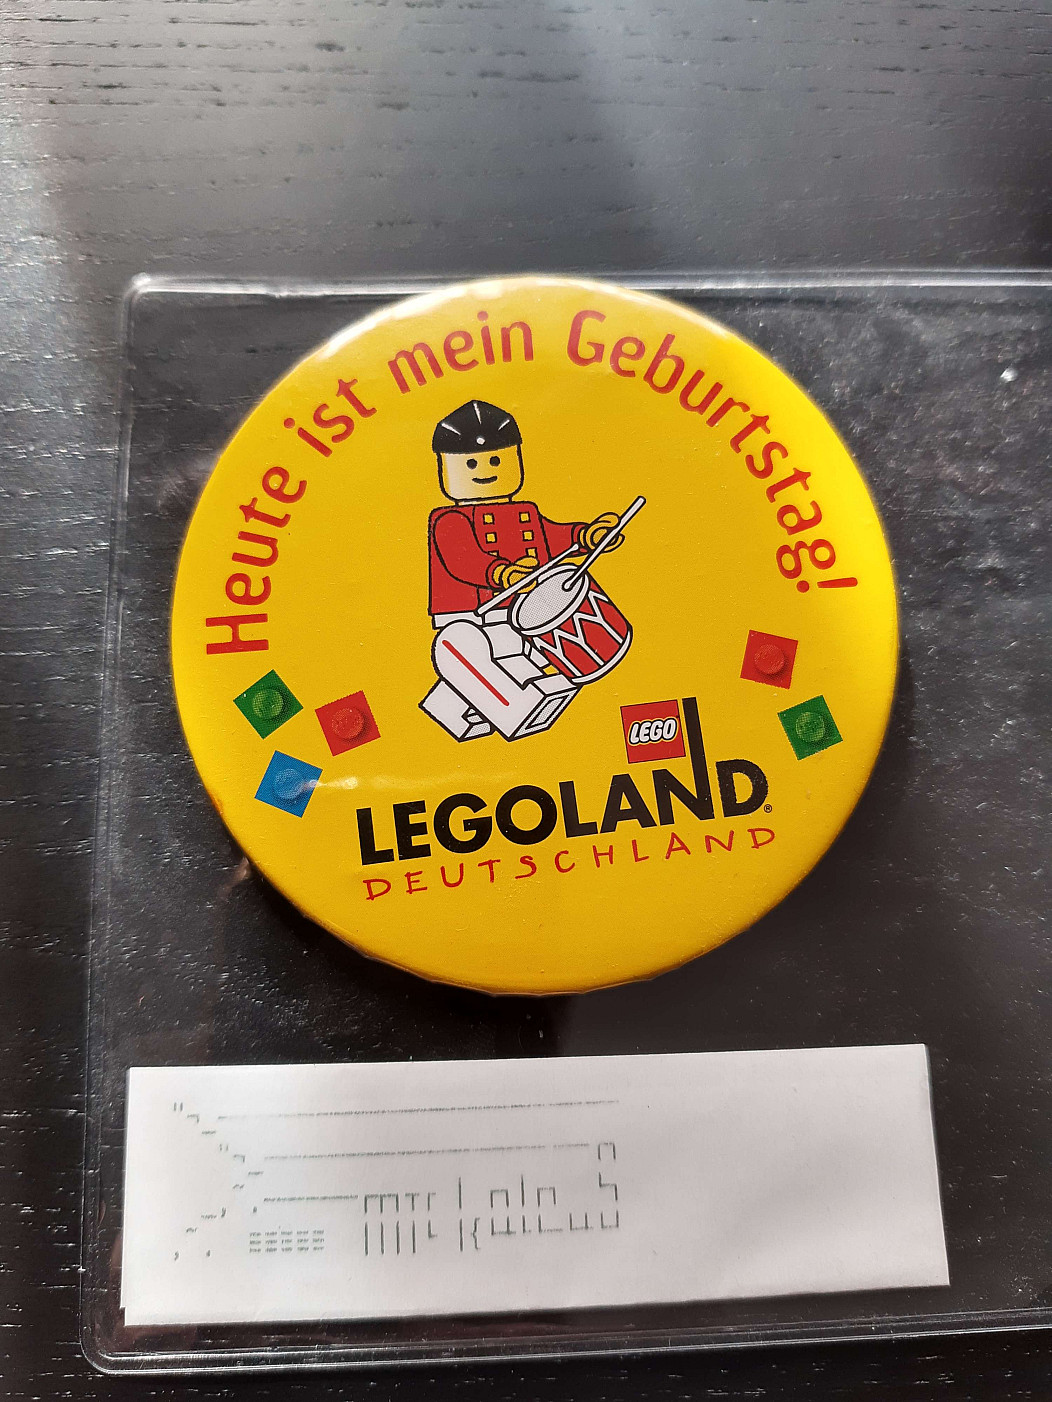 Heute ist mein Geburtstag!
LEGO
LEGOLAND®
DEUTSCHLAND